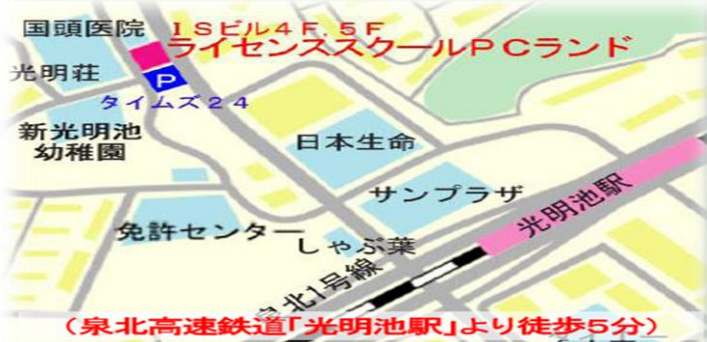 国頭医院
ISビル4F.5F
ライセンススクールPCランド
光明荘
P
タイムズ24
新光明池
幼稚園
日本生命
サンプラザ
免許センター
しゃぶ葉
光明池駅
泉北1号線
(泉北高速鉄道「光明池駅」より徒歩5分)